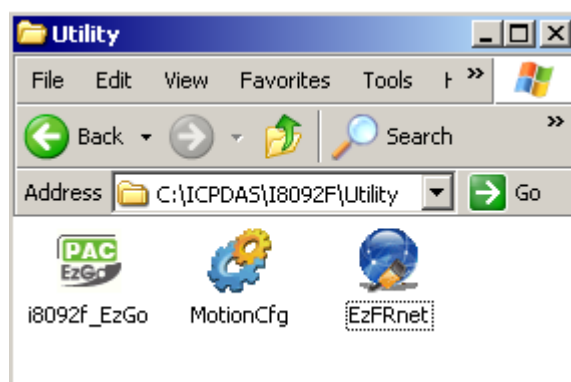 Utility
File Edit View Favorites Tools H »
Back Search »
Address C:\ICPDAS\I8092F\Utility Go
PAC
EzGo
i8092f_EzGo MotionCfg EzFRnet